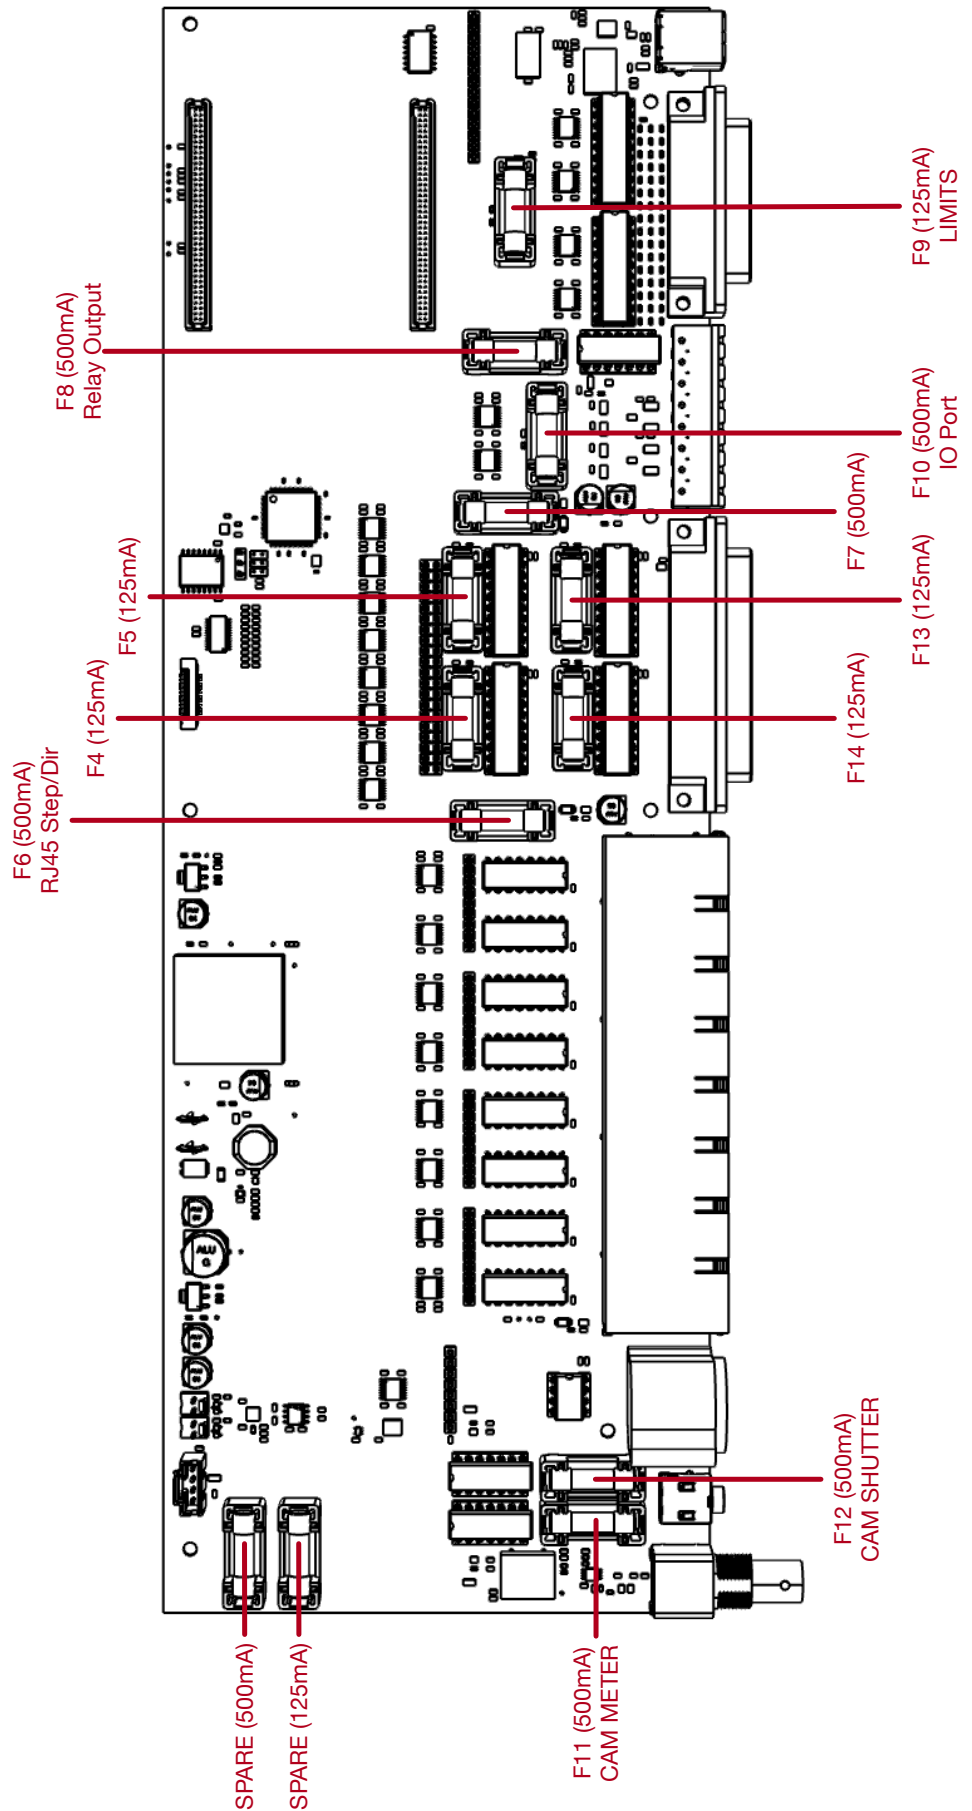 F8 (500mA)
Relay Output
F5 (125mA)
F4 (125mA)
F6 (500mA)
RJ45 Step/Dir
F9 (125mA)
LIMITS
F10 (500mA)
IO Port
F7 (500mA)
F13 (125mA)
F14 (125mA)
F12 (500mA)
CAM SHUTTER
F11 (500mA)
CAM METER
SPARE (500mA)
SPARE (125mA)
ALU
G